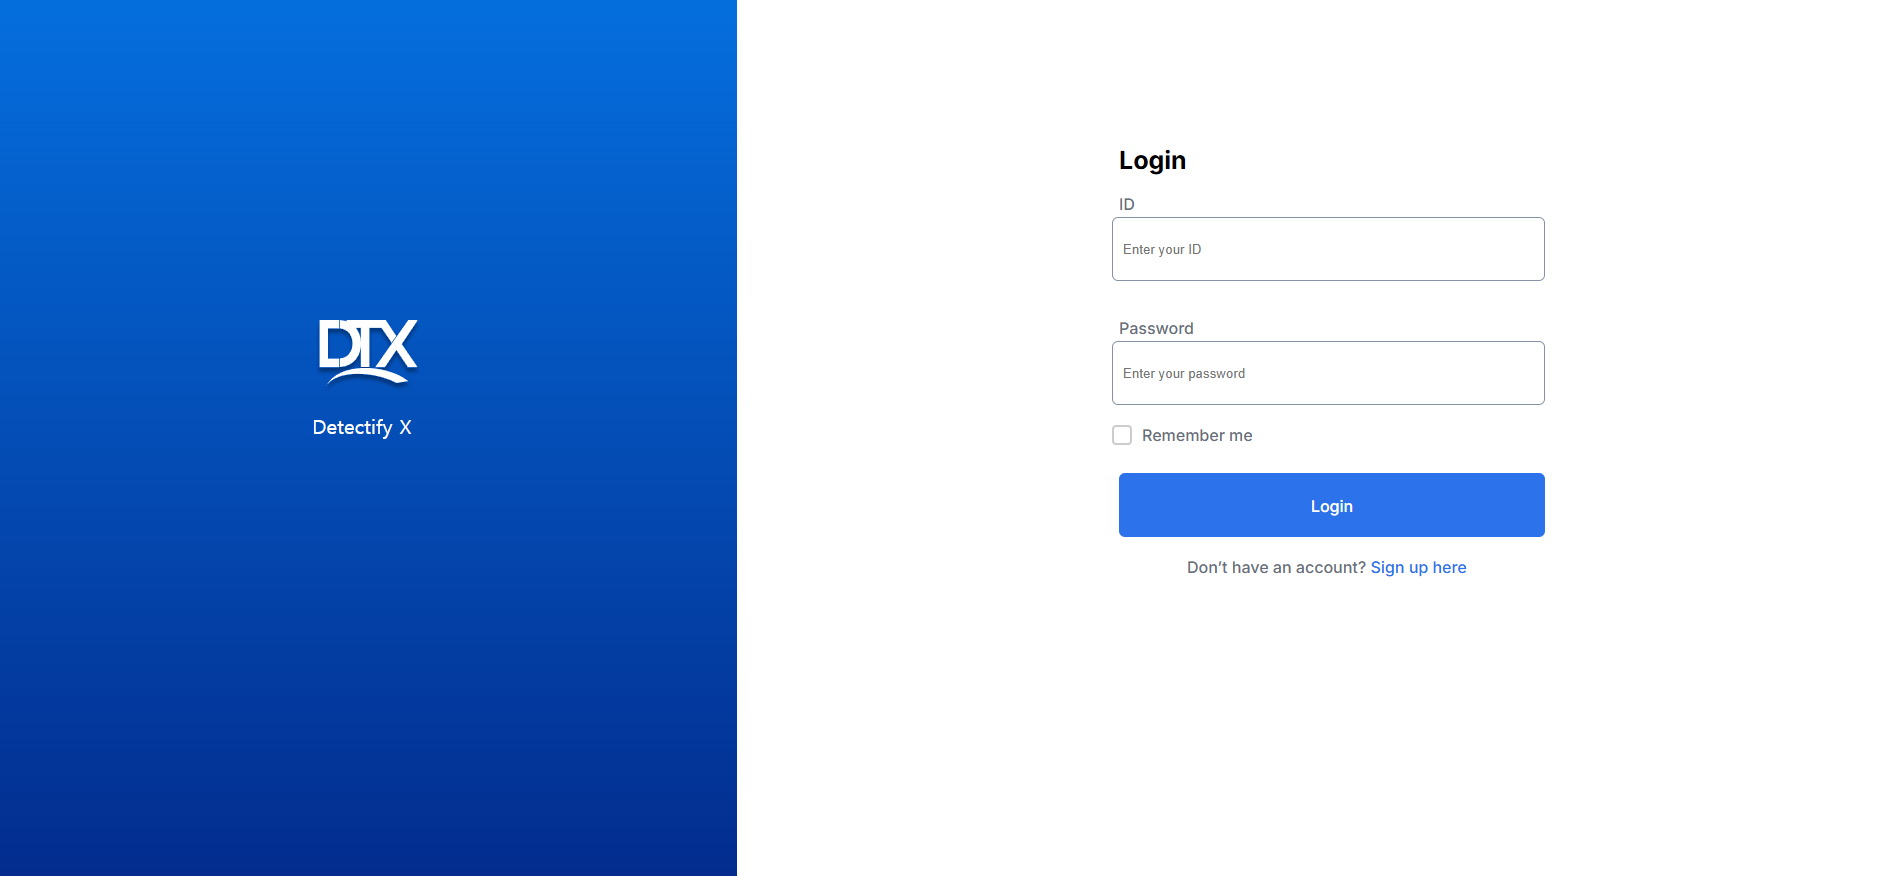 DTX
Detectify X
Login
ID
Enter your ID
Password
Enter your password
Remember me
Login
Don’t have an account? Sign up here